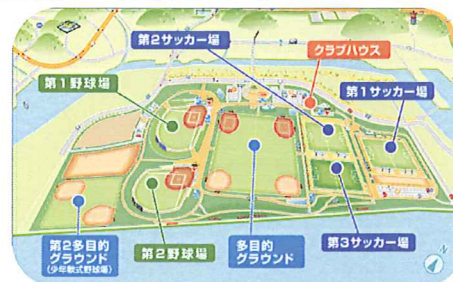 第2サッカー場
クラブハウス
第1野球場
第1サッカー場
第2多目的
グラウンド
(少年軟式野球場)
第2野球場
多目的
グラウンド
第3サッカー場